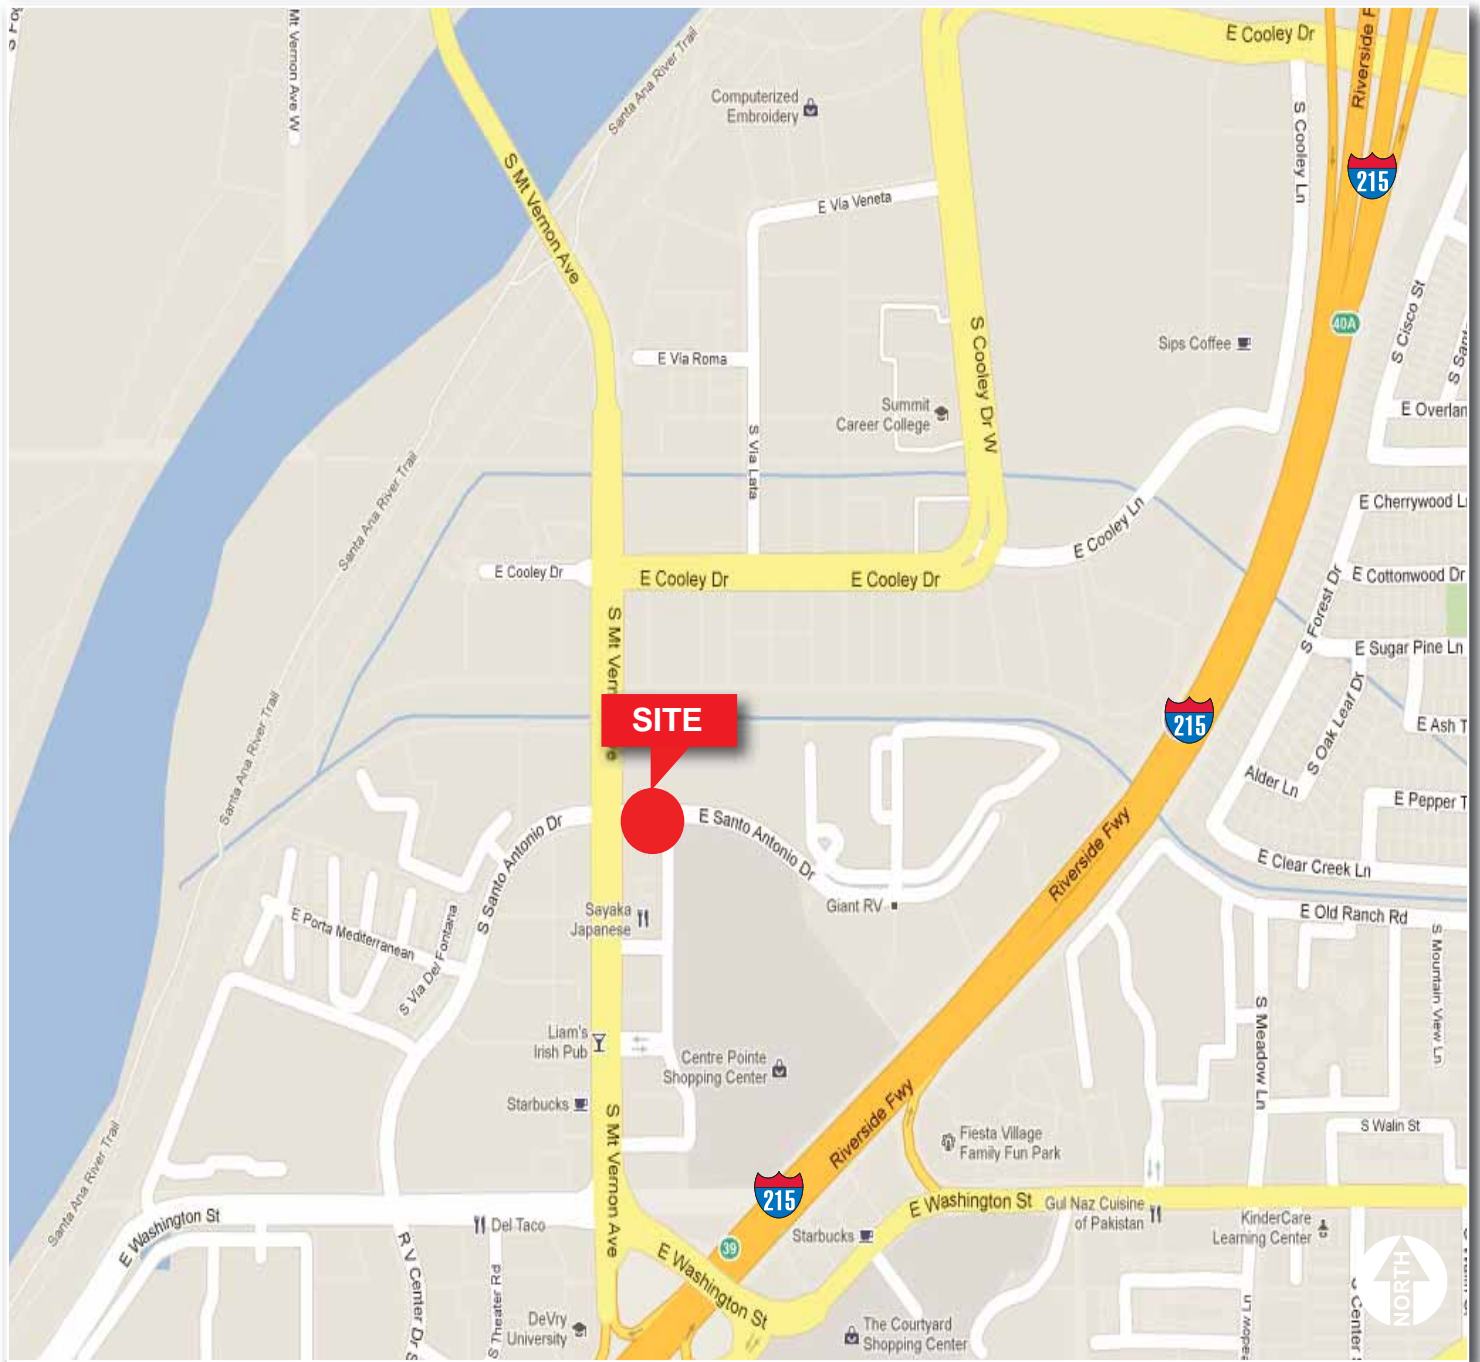 Mt Vernon Ave W
Santa Ana River Trail
E Cooley Dr
Riverside F
Computerized
Embroidery
S Cooley Ln
S Mt Vernon Ave
215
E Via Veneta
S Cisco St
40A
S Cooley Dr W
Sips Coffee
E Via Roma
Summit
Career College
E Overlan
S Via Lata
Santa Ana River Trail
E Cherrywood L
E Cooley Ln
E Cooley Dr
E Cooley Dr
E Cooley Dr
E Cottonwood Dr
S Forest Dr
S Mt Vern
e
E Sugar Pine Ln
SITE
215
S Oak Leaf Dr
E Ash T
Santa Ana River Trail
Alder Ln
E Pepper T
S Santo Antonio Dr
E Santo Antonio Dr
Riverside Fwy
E Clear Creek Ln
Giant RV
Sayaka
Japanese
E Old Ranch Rd
E Porta Mediterranean
S Via Del Fontana
S Mountain View Ln
S Meadow Ln
Liam's
Irish Pub
Centre Pointe
Shopping Center
Starbucks
S Mt Vernon Ave
Riverside Fwy
Fiesta Village
Family Fun Park
S Walin St
Santa Ana River Trail
215
E Washington St
E Washington St
Gul Naz Cuisine
of Pakistan
KinderCare
Learning Center
Del Taco
Starbucks
39
E Washington St
R V Center Dr S
S Theater Rd
DeVry
University
The Courtyard
Shopping Center
eadow Ln
S Center
NORTH